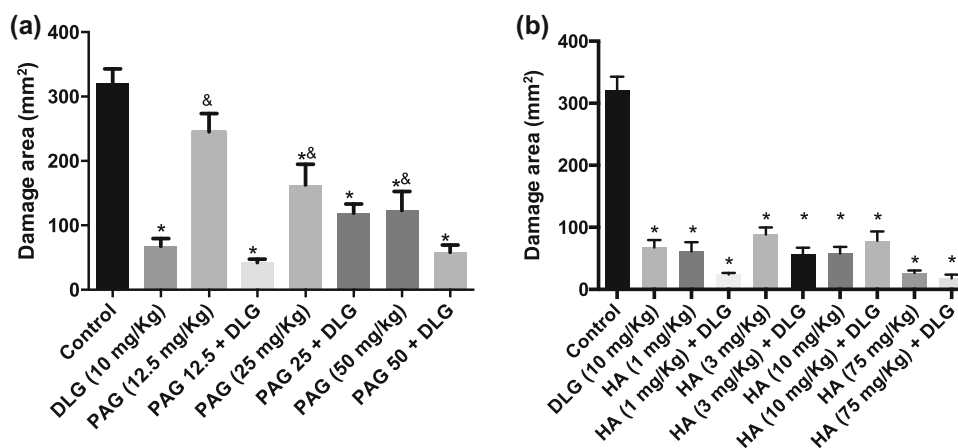 (a)
Damage area (mm²)
400
300
200
100
0
*
&
*
*&
*
*&
*
Control
DLG (10 mg/Kg)
PAG (12.5 mg/Kg)
PAG 12.5 + DLG
PAG (25 mg/Kg)
PAG 25 + DLG
PAG (50 mg/Kg)
PAG 50 + DLG
(b)
Damage area (mm²)
400
300
200
100
0
*
*
*
*
*
*
*
*
*
Control
DLG (10 mg/Kg)
HA (1 mg/Kg)
HA (1 mg/Kg) + DLG
HA (3 mg/Kg)
HA (3 mg/Kg) + DLG
HA (10 mg/Kg)
HA (10 mg/Kg) + DLG
HA (75 mg/Kg)
HA (75 mg/Kg) + DLG